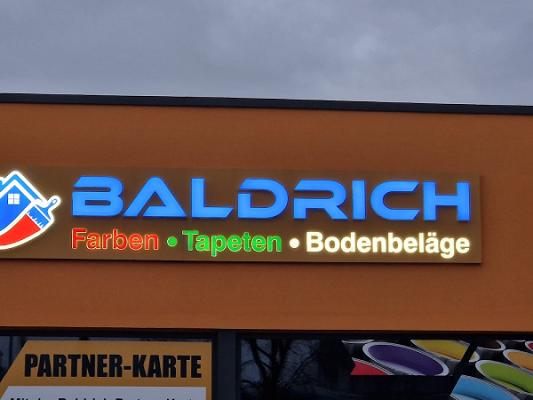 BALDRICH
Farben • Tapeten • Bodenbeläge
PARTNER-KARTE